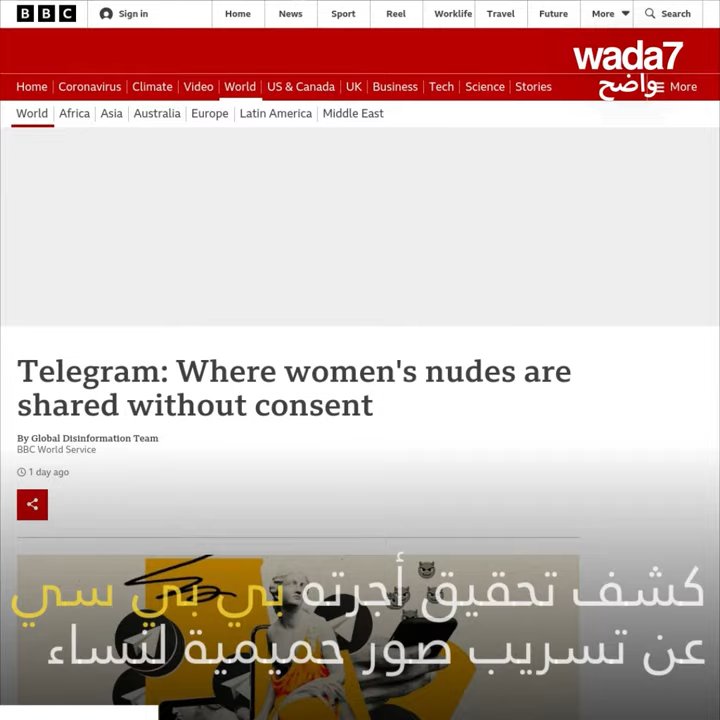 BBC Sign in Home News Sport Reel Worklife Travel Future More Search
wada7
واضح
Home Coronavirus Climate Video World US & Canada UK Business Tech Science Stories More
World Africa Asia Australia Europe Latin America Middle East
Telegram: Where women's nudes are
shared without consent
By Global Disinformation Team
BBC World Service
1 day ago
كشف تحقيق أجرته بي بي سي
عن تسريب صور حميمية لنساء